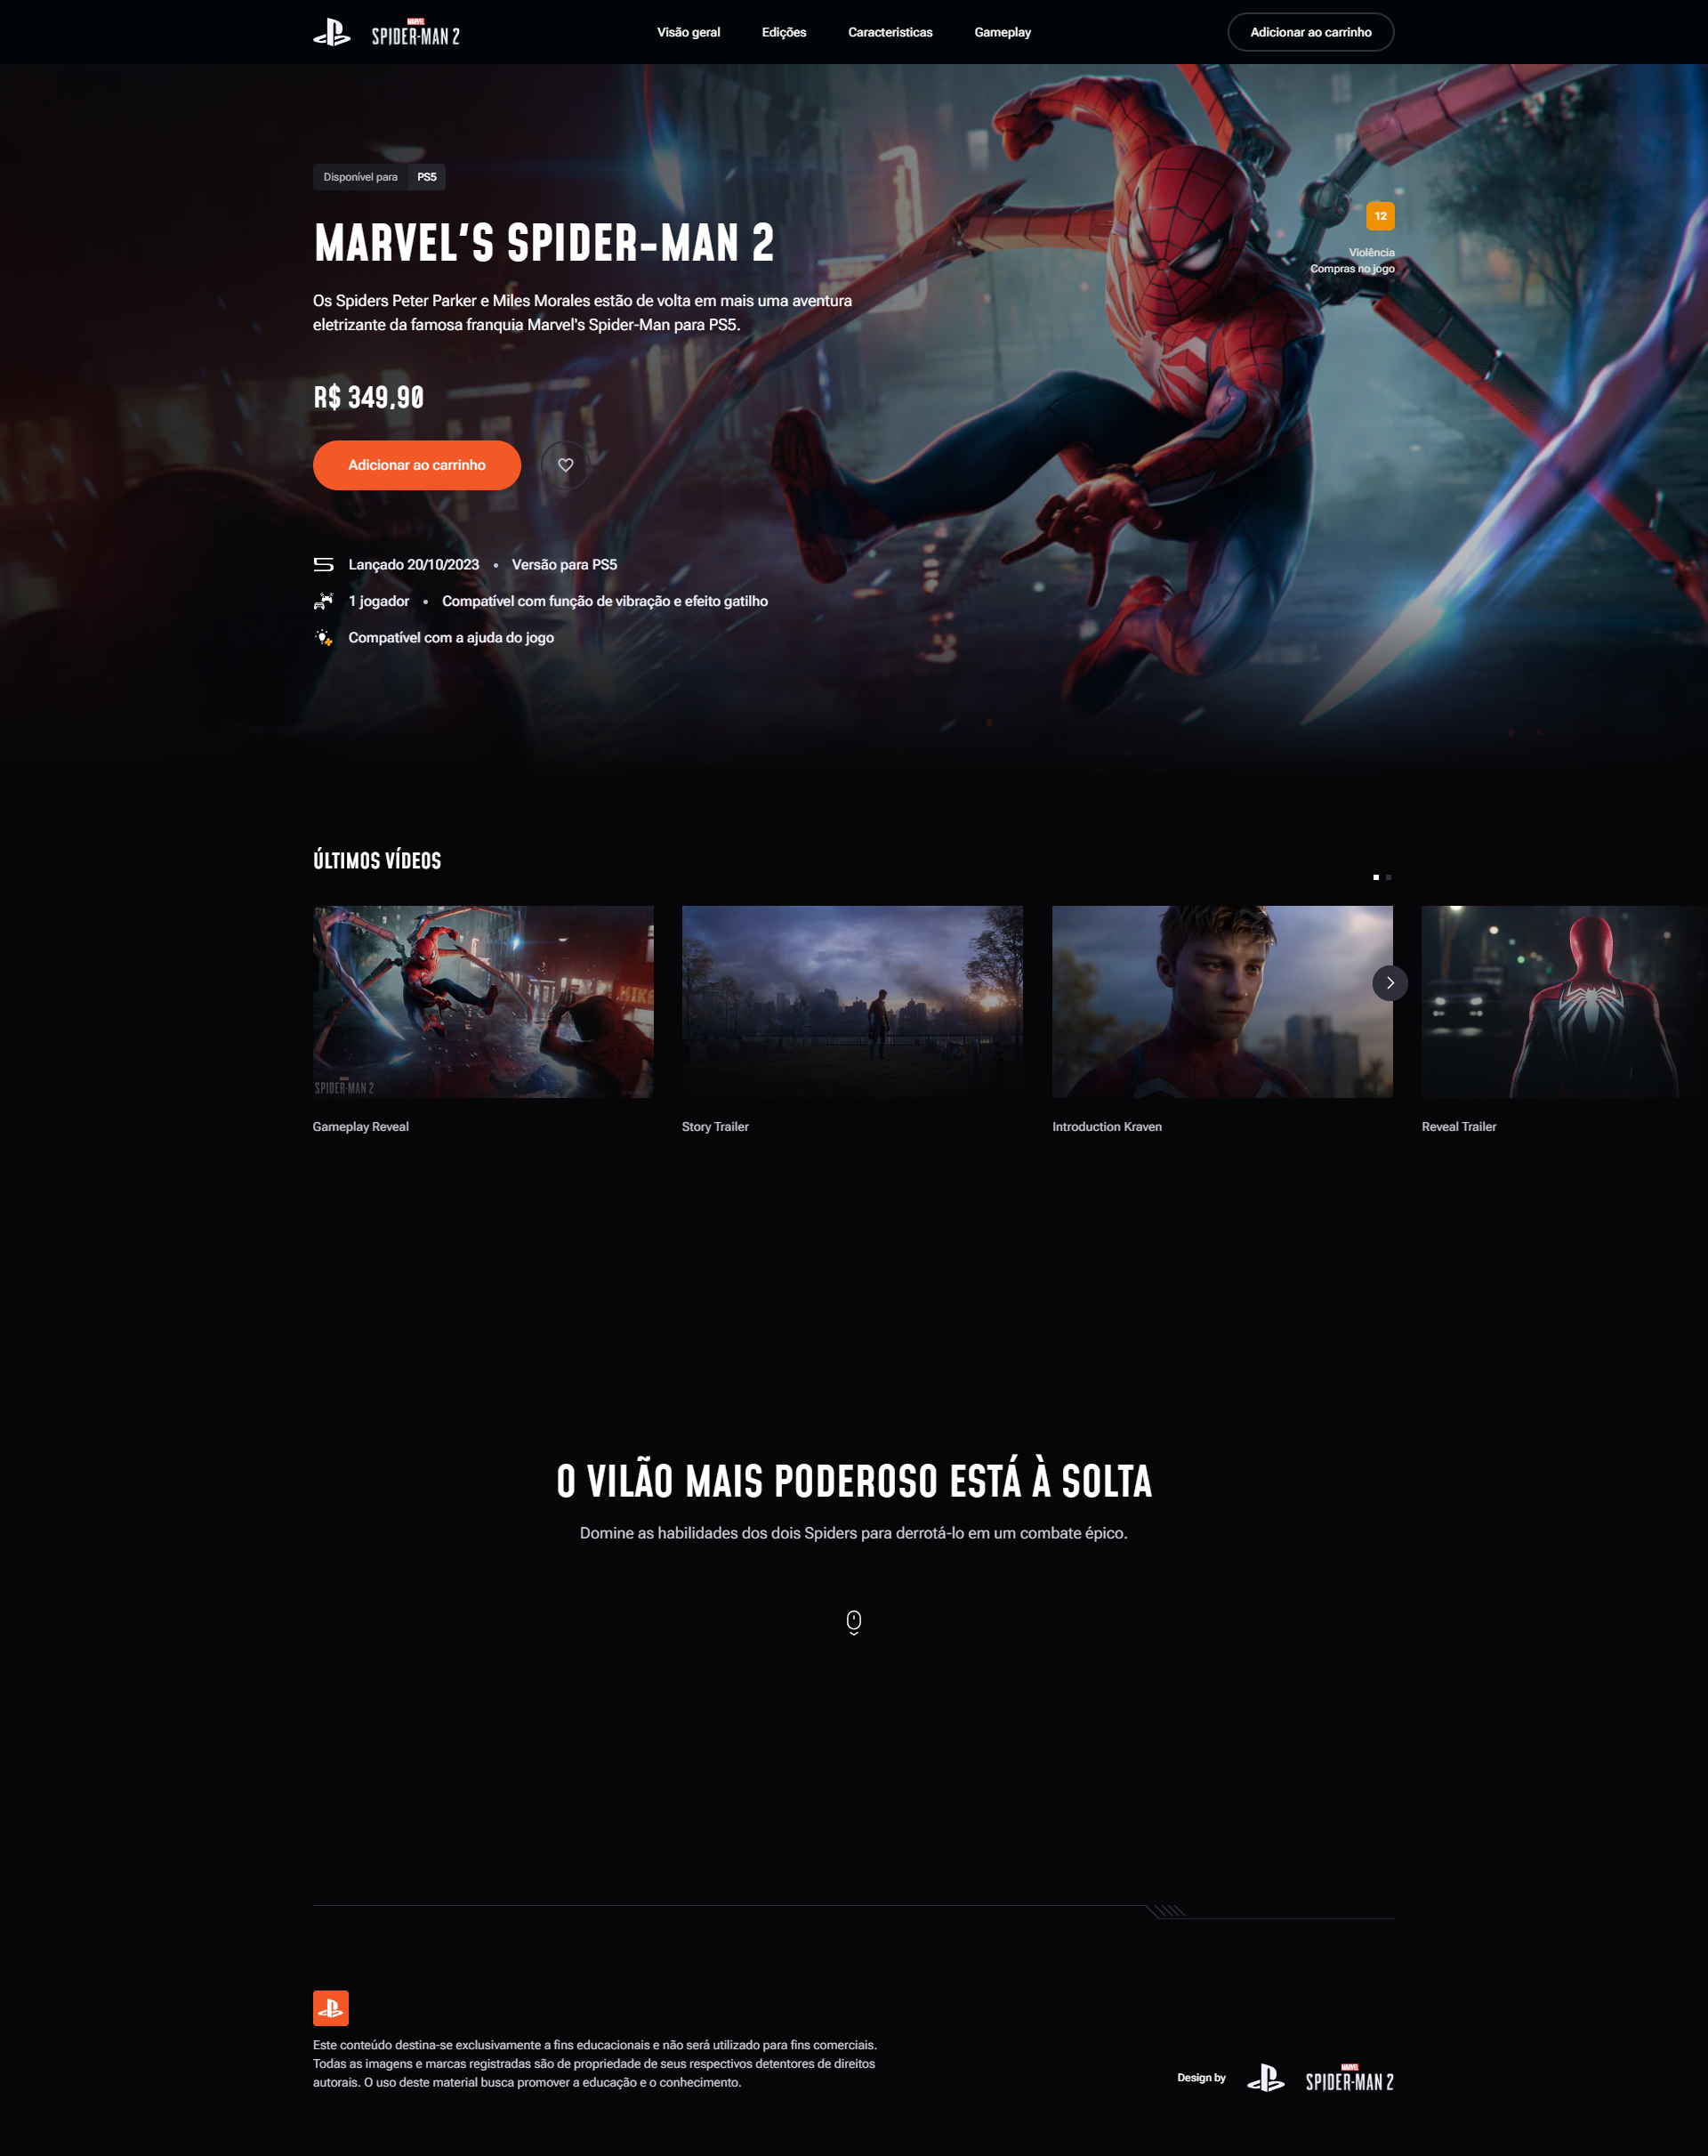 MARVEL
SPIDER-MAN 2
Visão geral
Edições
Caracteristicas
Gameplay
Adicionar ao carrinho
Disponível para PS5
MARVEL'S SPIDER-MAN 2
12
Violência
Compras no jogo
Os Spiders Peter Parker e Miles Morales estão de volta em mais uma aventura
eletrizante da famosa franquia Marvel's Spider-Man para PS5.
R$ 349,90
Adicionar ao carrinho
Lançado 20/10/2023 • Versão para PS5
1 jogador • Compatível com função de vibração e efeito gatilho
Compatível com a ajuda do jogo
ÚLTIMOS VÍDEOS
SPIDER-MAN 2
Gameplay Reveal
Story Trailer
Introduction Kraven
Reveal Trailer
O VILÃO MAIS PODEROSO ESTÁ À SOLTA
Domine as habilidades dos dois Spiders para derrotá-lo em um combate épico.
Este conteúdo destina-se exclusivamente a fins educacionais e não será utilizado para fins comerciais.
Todas as imagens e marcas registradas são de propriedade de seus respectivos detentores de direitos
autorais. O uso deste material busca promover a educação e o conhecimento.
Design by
MARVEL
SPIDER-MAN 2